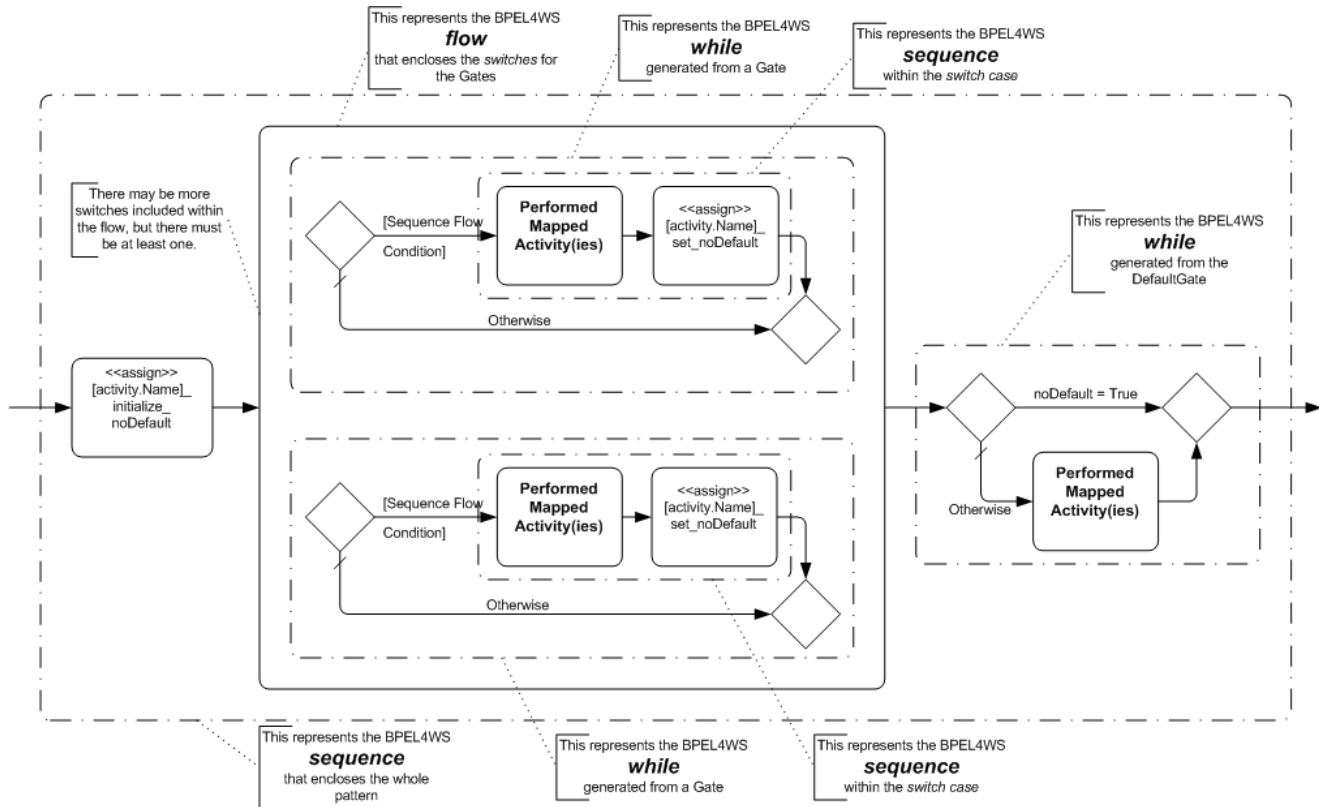 This represents the BPEL4WS
flow
that encloses the switches for
the Gates
This represents the BPEL4WS
while
generated from a Gate
This represents the BPEL4WS
sequence
within the switch case
There may be more
switches included within
the flow, but there must
be at least one.
[Sequence Flow
Condition]
Performed
Mapped
Activity(ies)
<<assign>>
[activity.Name]_
set_noDefault
Otherwise
This represents the BPEL4WS
while
generated from the
DefaultGate
<<assign>>
[activity.Name]_
initialize_
noDefault
[Sequence Flow
Condition]
Performed
Mapped
Activity(ies)
<<assign>>
[activity.Name]_
set_noDefault
Otherwise
noDefault = True
Otherwise
Performed
Mapped
Activity(ies)
This represents the BPEL4WS
sequence
that encloses the whole
pattern
This represents the BPEL4WS
while
generated from a Gate
This represents the BPEL4WS
sequence
within the switch case